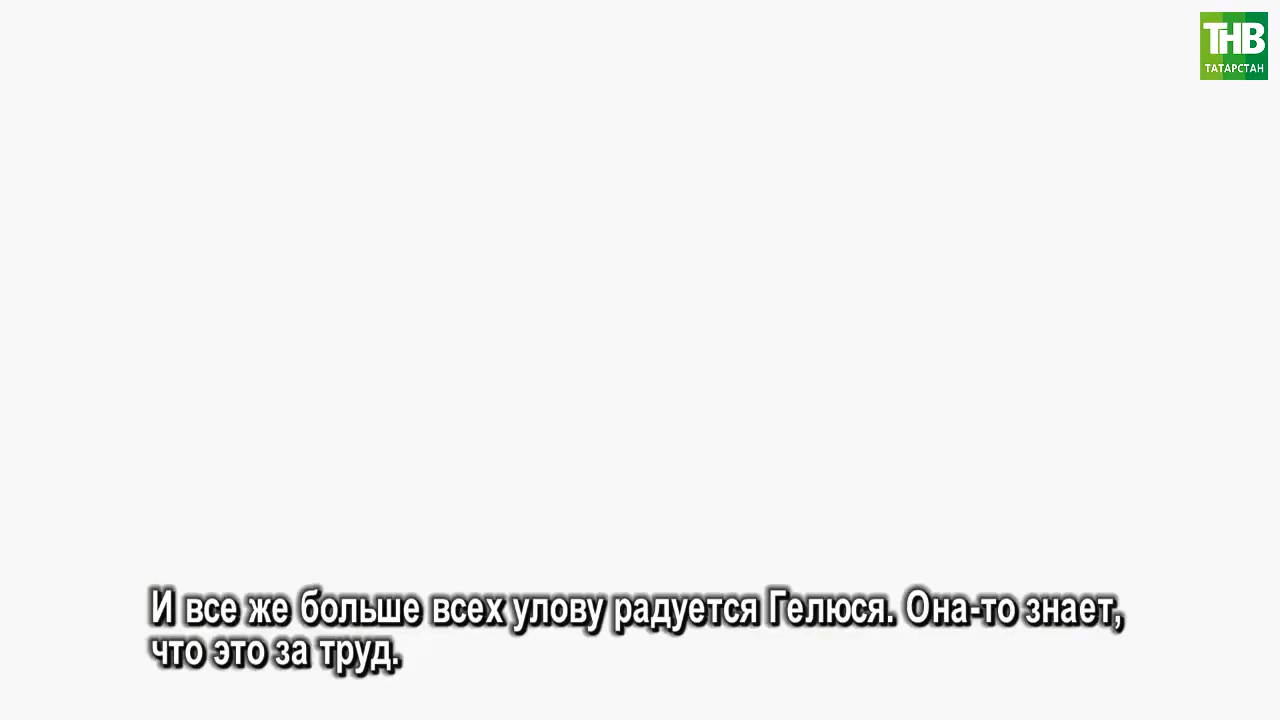 ТНВ
ТАТАРСТАН
И все же больше всех улову радуется Гелюся. Она-то знает,
что это за труд.